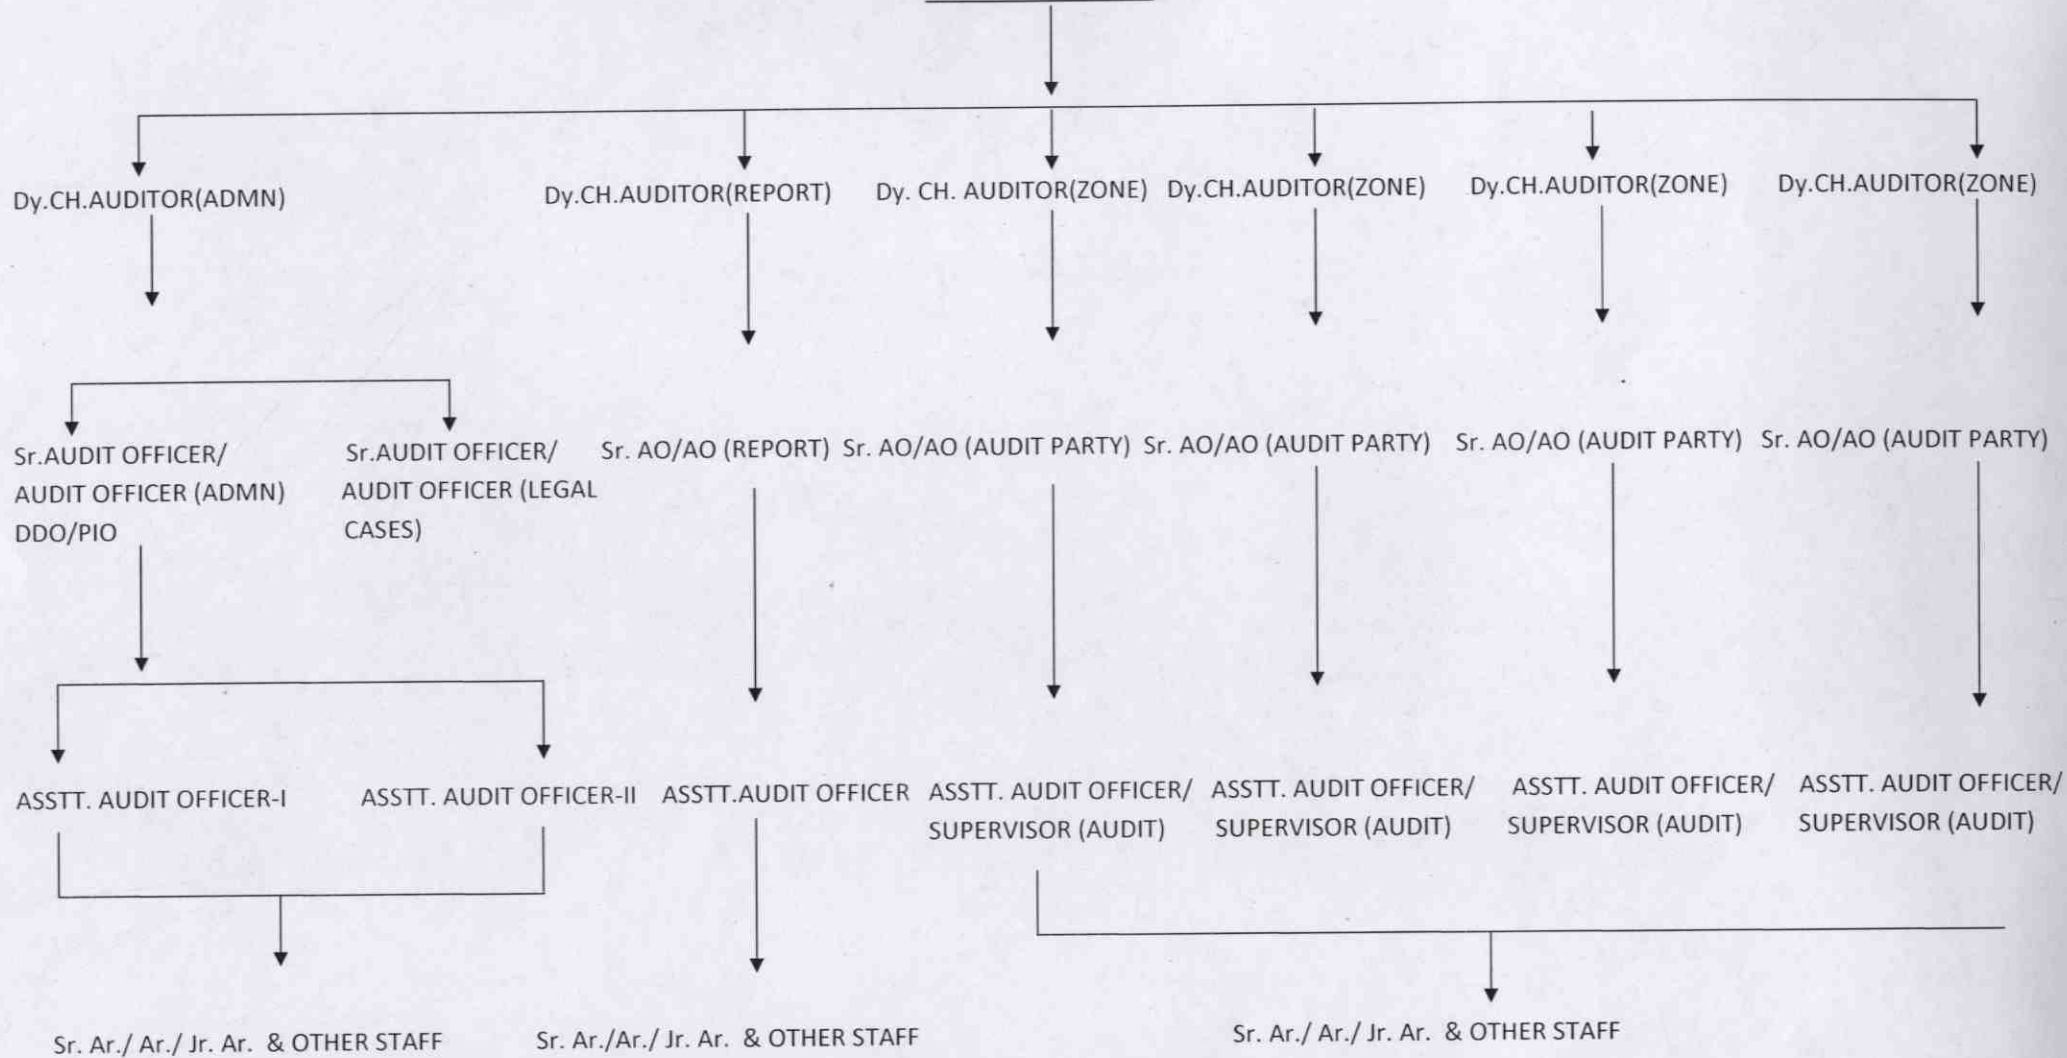 Dy.CH.AUDITOR(ADMN)
Dy.CH.AUDITOR(REPORT)
Dy. CH. AUDITOR(ZONE)
Dy.CH.AUDITOR(ZONE)
Dy.CH.AUDITOR(ZONE)
Dy.CH.AUDITOR(ZONE)
Sr.AUDIT OFFICER/
AUDIT OFFICER (ADMN)
DDO/PIO
Sr.AUDIT OFFICER/
AUDIT OFFICER (LEGAL
CASES)
Sr. AO/AO (REPORT)
Sr. AO/AO (AUDIT PARTY)
Sr. AO/AO (AUDIT PARTY)
Sr. AO/AO (AUDIT PARTY)
Sr. AO/AO (AUDIT PARTY)
ASSTT. AUDIT OFFICER-I
ASSTT. AUDIT OFFICER-II
ASSTT.AUDIT OFFICER
ASSTT. AUDIT OFFICER/
SUPERVISOR (AUDIT)
ASSTT. AUDIT OFFICER/
SUPERVISOR (AUDIT)
ASSTT. AUDIT OFFICER/
SUPERVISOR (AUDIT)
ASSTT. AUDIT OFFICER/
SUPERVISOR (AUDIT)
Sr. Ar./ Ar./ Jr. Ar. & OTHER STAFF
Sr. Ar./Ar./ Jr. Ar. & OTHER STAFF
Sr. Ar./ Ar./ Jr. Ar. & OTHER STAFF